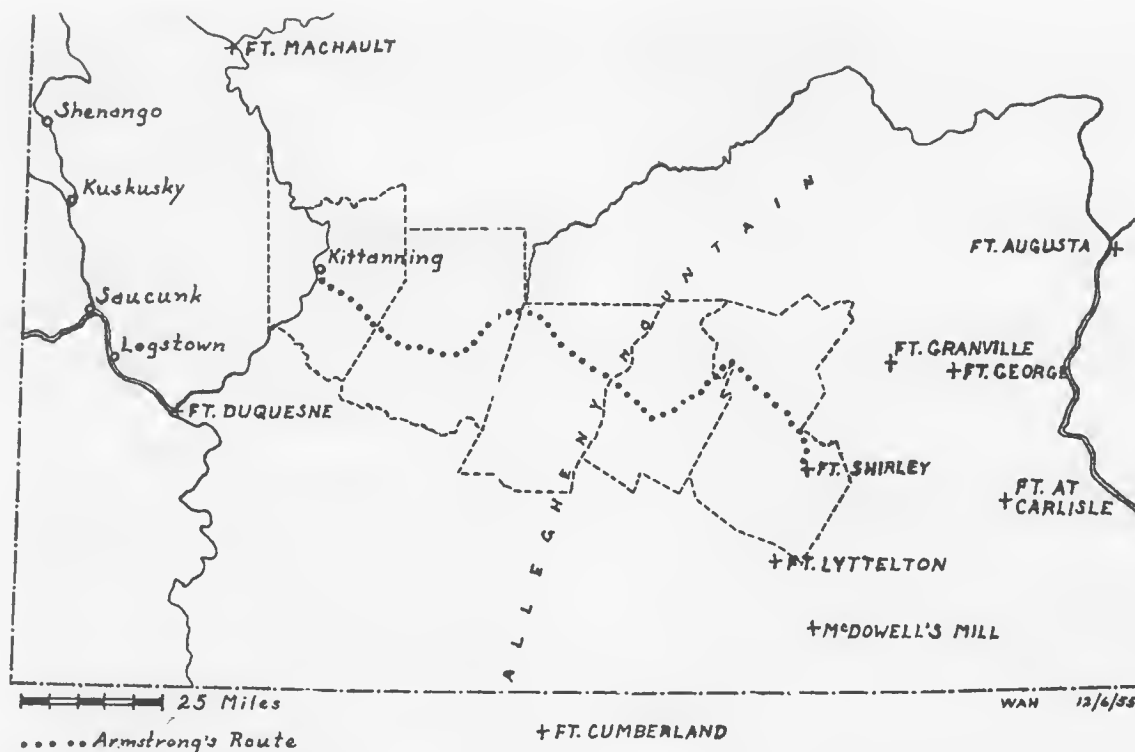 FT. MACHAULT
Shenango
Kuskusky
Kittanning
FT. AUGUSTA
Saucunk
Logstown
FT. GRANVILLE
FT. GEORGE
FT. DUQUESNE
FT. SHIRLEY
FT. AT
CARLISLE
FT. LYTTELTON
McDOWELL'S MILL
ALLEGHENY MOUNTAIN
25 Miles
WAH 12/6/55
Armstrong's Route
FT. CUMBERLAND